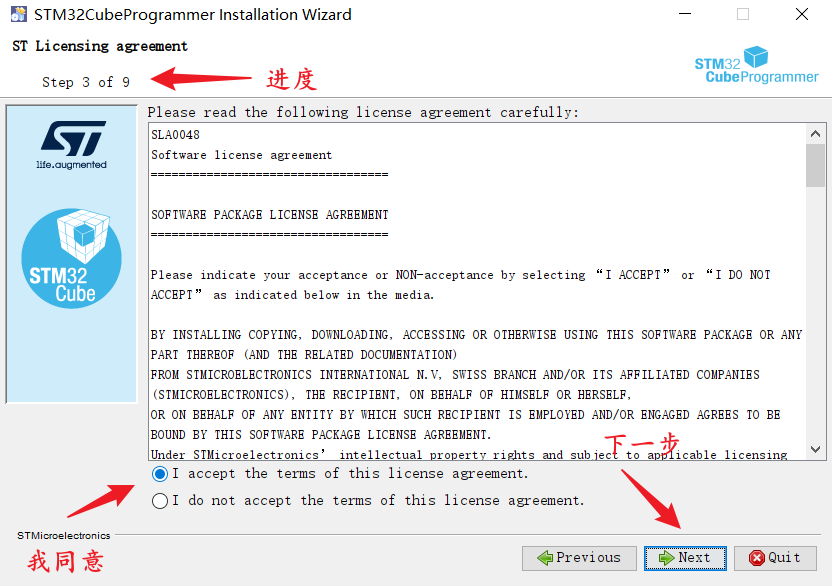 STM32CubeProgrammer Installation Wizard
ST Licensing agreement
Step 3 of 9
进度
STM32
CubeProgrammer
life.augmented
STM32
Cube
Please read the following license agreement carefully:
SLA0048
Software license agreement
==================================
SOFTWARE PACKAGE LICENSE AGREEMENT
==================================
Please indicate your acceptance or NON-acceptance by selecting “I ACCEPT” or “I DO NOT
ACCEPT” as indicated below in the media.
BY INSTALLING COPYING, DOWNLOADING, ACCESSING OR OTHERWISE USING THIS SOFTWARE PACKAGE OR ANY
PART THEREOF (AND THE RELATED DOCUMENTATION)
FROM STMICROELECTRONICS INTERNATIONAL N.V, SWISS BRANCH AND/OR ITS AFFILIATED COMPANIES
(STMICROELECTRONICS), THE RECIPIENT, ON BEHALF OF HIMSELF OR HERSELF,
OR ON BEHALF OF ANY ENTITY BY WHICH SUCH RECIPIENT IS EMPLOYED AND/OR ENGAGED AGREES TO BE
BOUND BY THIS SOFTWARE PACKAGE LICENSE AGREEMENT.
Under STMicroelectronics’ intellectual property rights and subject to applicable licensing
下一步
I accept the terms of this license agreement.
I do not accept the terms of this license agreement.
STMicroelectronics
我同意
Previous
Next
Quit